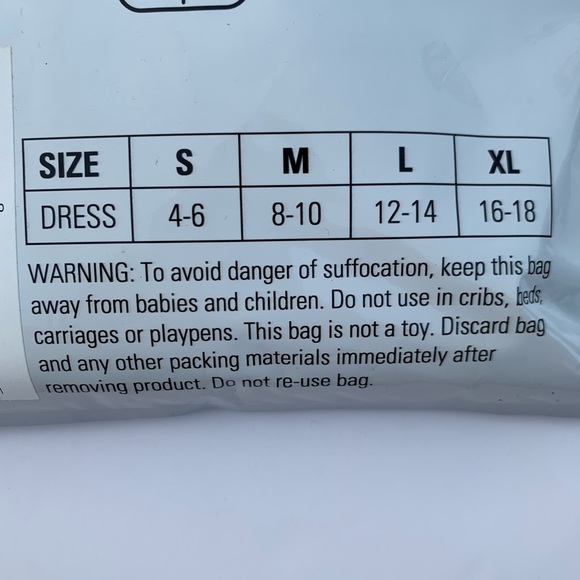 SIZE S M L XL
DRESS 4-6 8-10 12-14 16-18
WARNING: To avoid danger of suffocation, keep this bag
away from babies and children. Do not use in cribs, beds,
carriages or playpens. This bag is not a toy. Discard bag
and any other packing materials immediately after
removing product. Do not re-use bag.